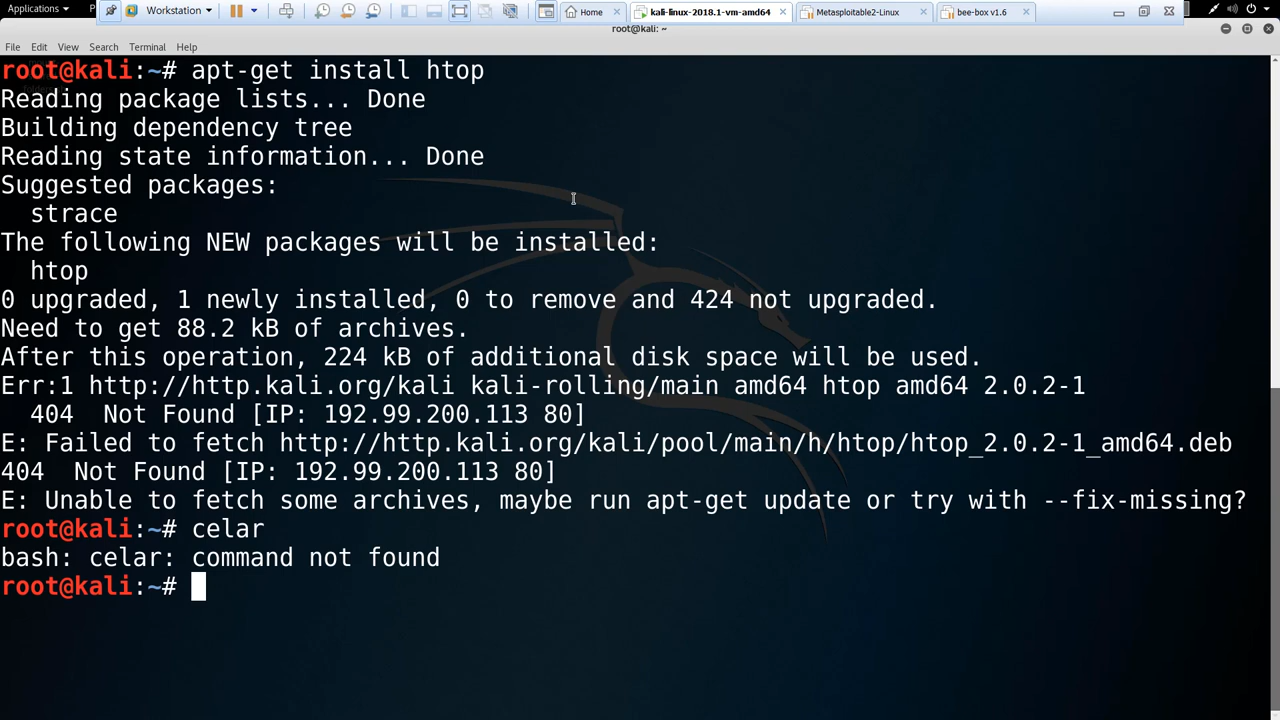 Applications
Workstation
Home
kali-linux-2018.1-vm-amd64
Metasploitable2-Linux
bee-box v1.6
root@kali: ~
File Edit View Search Terminal Help
root@kali:~# apt-get install htop
Reading package lists... Done
Building dependency tree
Reading state information... Done
Suggested packages:
strace
The following NEW packages will be installed:
htop
0 upgraded, 1 newly installed, 0 to remove and 424 not upgraded.
Need to get 88.2 kB of archives.
After this operation, 224 kB of additional disk space will be used.
Err:1 http://http.kali.org/kali kali-rolling/main amd64 htop amd64 2.0.2-1
404  Not Found [IP: 192.99.200.113 80]
E: Failed to fetch http://http.kali.org/kali/pool/main/h/htop/htop_2.0.2-1_amd64.deb
404  Not Found [IP: 192.99.200.113 80]
E: Unable to fetch some archives, maybe run apt-get update or try with --fix-missing?
root@kali:~# celar
bash: celar: command not found
root@kali:~#